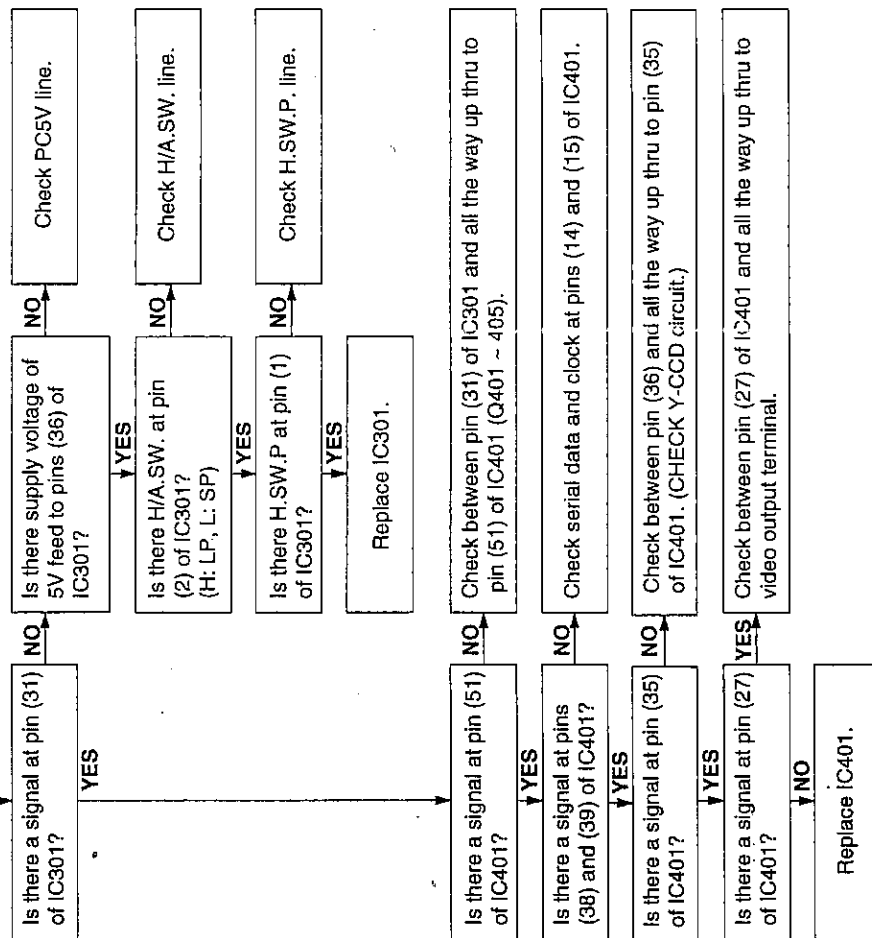 Is there a signal at pin (31)
of IC301?
NO
Is there supply voltage of
5V feed to pins (36) of
IC301?
NO
Check PC5V line.
YES
Is there H/A.SW. at pin
(2) of IC301?
(H: LP, L: SP)
NO
Check H/A.SW. line.
YES
Is there H.SW.P at pin (1)
of IC301?
NO
Check H.SW.P. line.
YES
Replace IC301.
YES
Is there a signal at pin (51)
of IC401?
NO
Check between pin (31) of IC301 and all the way up thru to
pin (51) of IC401 (Q401 ~ 405).
YES
Is there a signal at pins
(38) and (39) of IC401?
NO
Check serial data and clock at pins (14) and (15) of IC401.
YES
Is there a signal at pin (35)
of IC401?
NO
Check between pin (36) and all the way up thru to pin (35)
of IC401. (CHECK Y-CCD circuit.)
YES
Is there a signal at pin (27)
of IC401?
YES
Check between pin (27) of IC401 and all the way up thru to
video output terminal.
NO
Replace IC401.